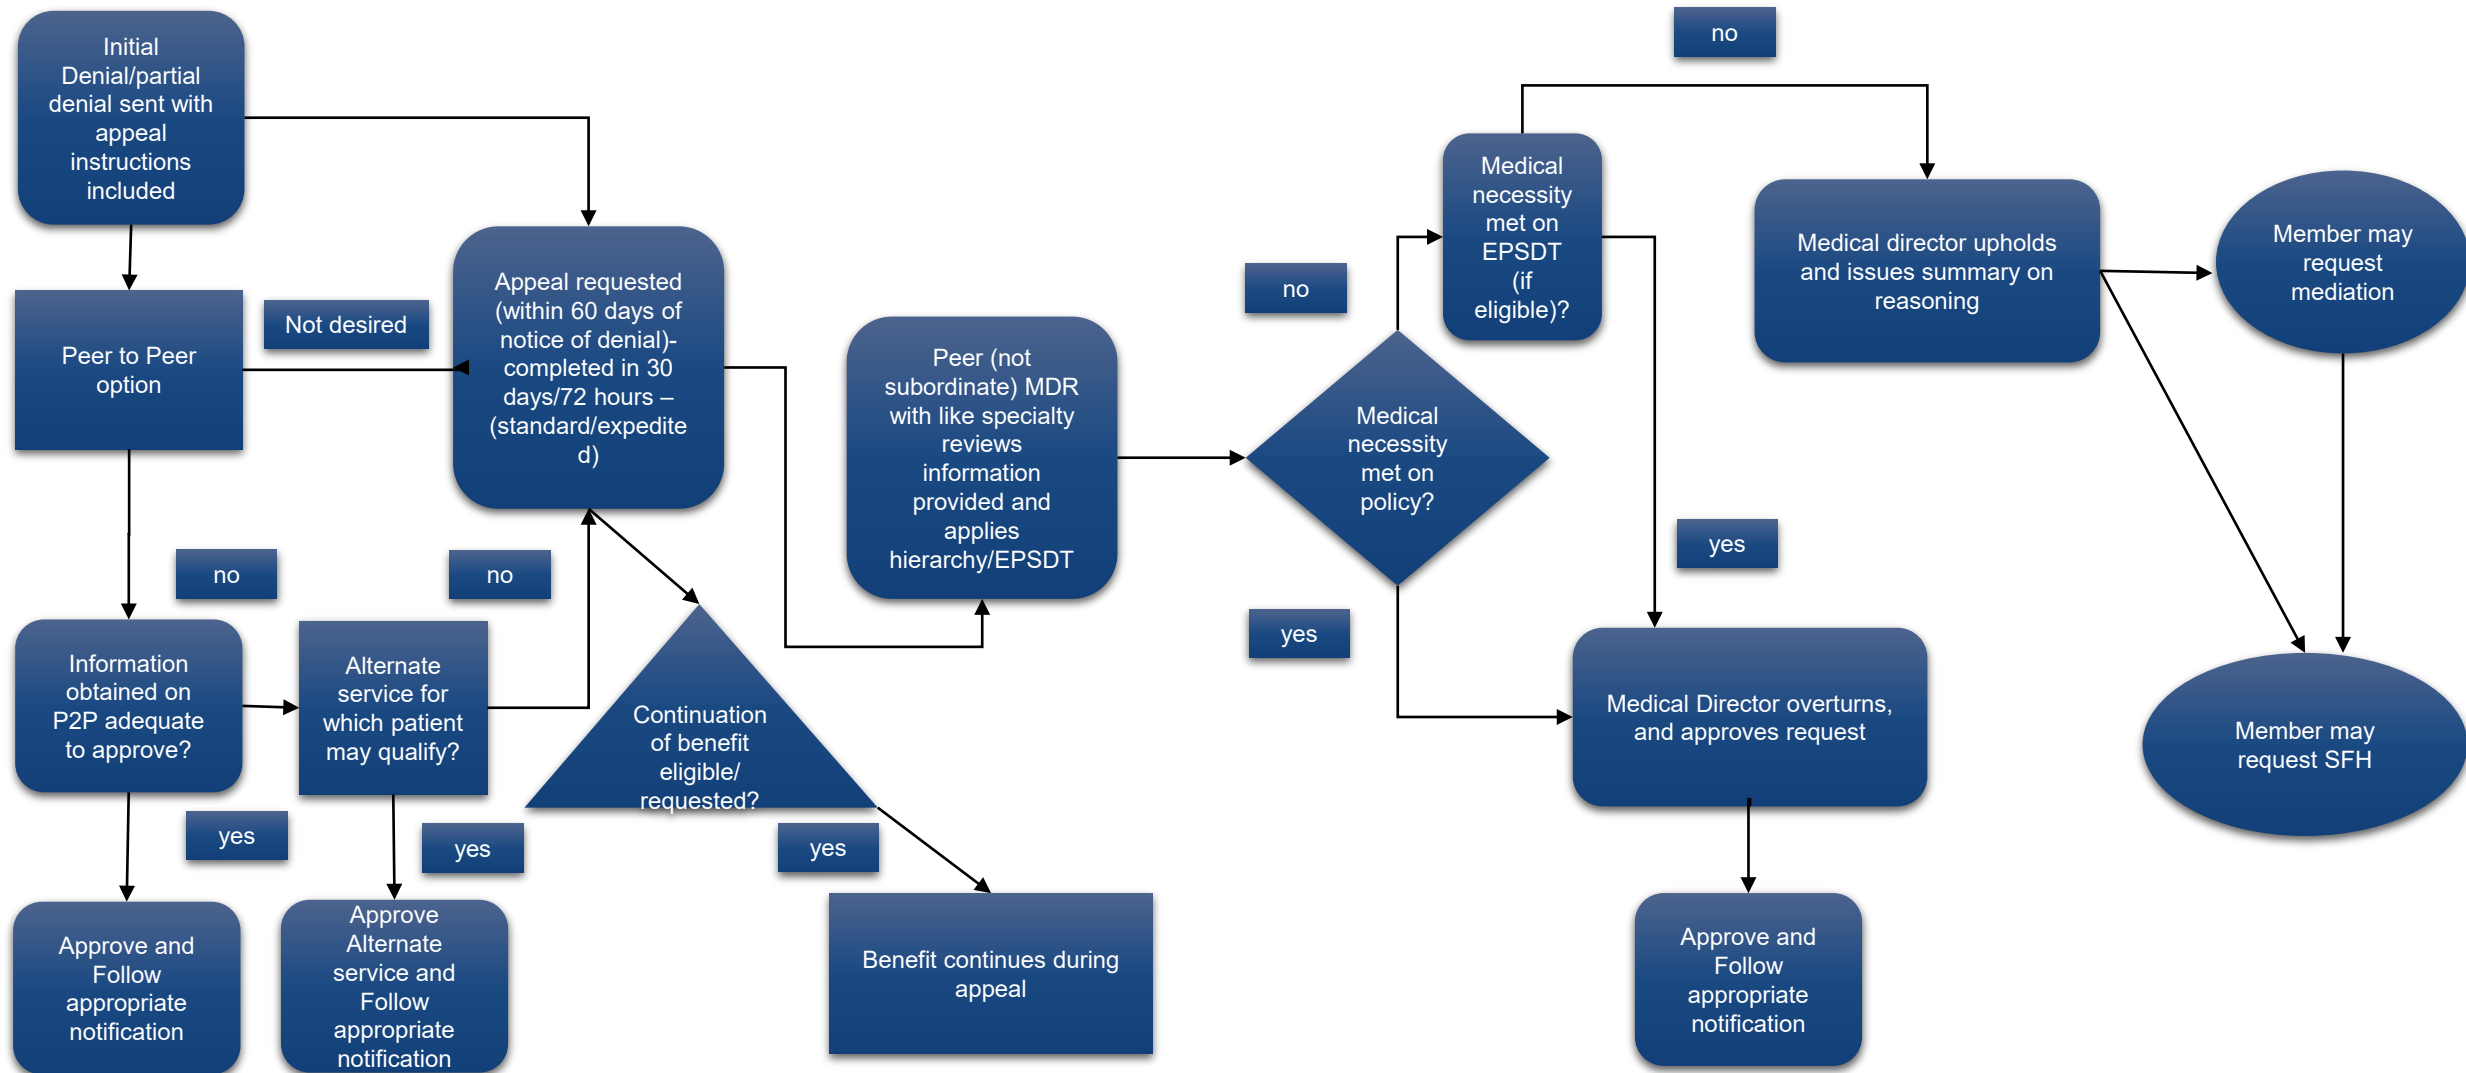 Initial
Denial/partial
denial sent with
appeal
instructions
included
Peer to Peer
option
Not desired
Appeal requested
(within 60 days of
notice of denial)-
completed in 30
days/72 hours –
(standard/expedite
d)
no
no
Information
obtained on
P2P adequate
to approve?
Alternate
service for
which patient
may qualify?
Continuation
of benefit
eligible/
requested?
yes
yes
yes
Approve and
Follow
appropriate
notification
Approve
Alternate
service and
Follow
appropriate
notification
Benefit continues during
appeal
Peer (not
subordinate) MDR
with like specialty
reviews
information
provided and
applies
hierarchy/EPSDT
Medical
necessity
met on
policy?
no
yes
Medical
necessity
met on
EPSDT
(if
eligible)?
no
yes
Medical director upholds
and issues summary on
reasoning
Medical Director overturns,
and approves request
Approve and
Follow
appropriate
notification
Member may
request
mediation
Member may
request SFH